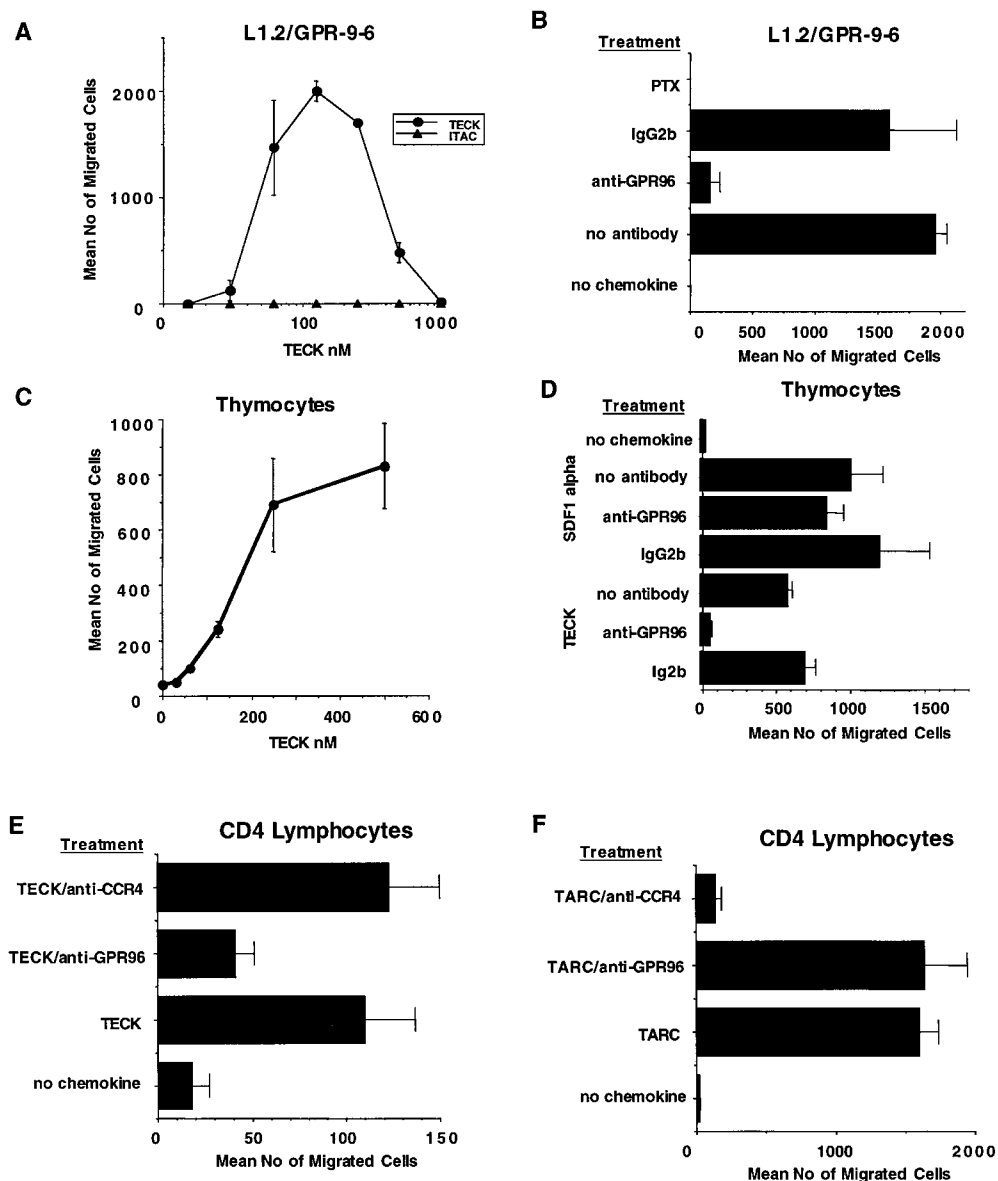 A
L1.2/GPR-9-6
Mean No of Migrated Cells
2000
1000
0
TECK
ITAC
0 100 1000
TECK nM
B
Treatment
L1.2/GPR-9-6
PTX
IgG2b
anti-GPR96
no antibody
no chemokine
0 500 1000 1500 2000
Mean No of Migrated Cells
C
Thymocytes
Mean No of Migrated Cells
1000
800
600
400
200
0
0 200 400 600
TECK nM
D
Thymocytes
Treatment
SDF1 alpha
no chemokine
no antibody
anti-GPR96
IgG2b
TECK
no antibody
anti-GPR96
Ig2b
0 500 1000 1500
Mean No of Migrated Cells
E
CD4 Lymphocytes
Treatment
TECK/anti-CCR4
TECK/anti-GPR96
TECK
no chemokine
0 50 100 150
Mean No of Migrated Cells
F
CD4 Lymphocytes
Treatment
TARC/anti-CCR4
TARC/anti-GPR96
TARC
no chemokine
0 1000 2000
Mean No of Migrated Cells